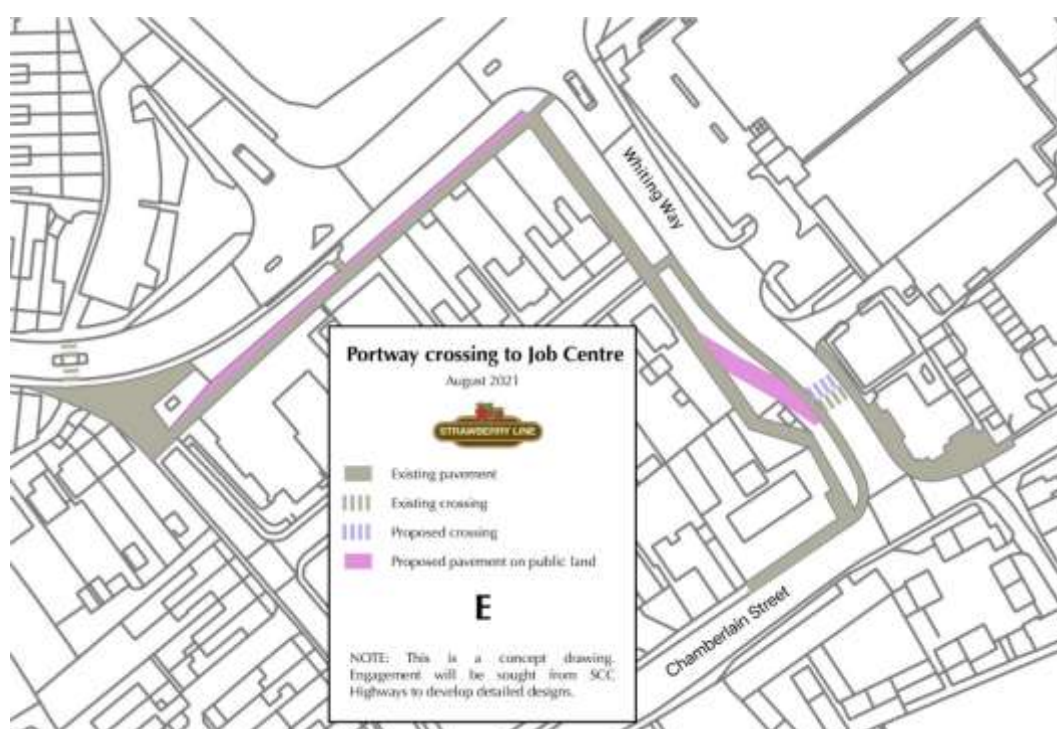 Whiting Way
Portway crossing to Job Centre
August 2021
STRAWBERRY LINE
Existing pavement
Existing crossing
Proposed crossing
Proposed pavement on public land
E
NOTE: This is a concept drawing.
Engagement will be sought from SCC
Highways to develop detailed designs.
Chamberlain Street